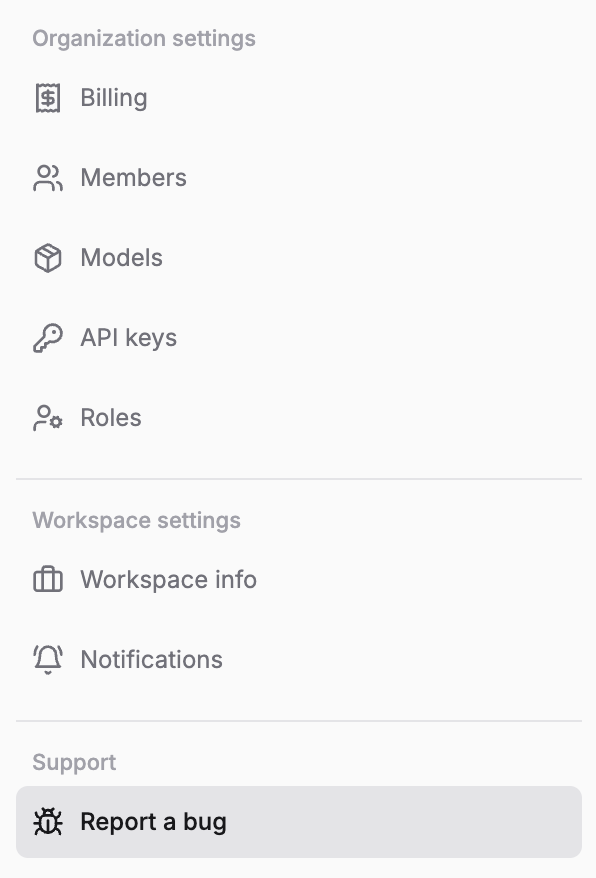 Organization settings
Billing
Members
Models
API keys
Roles
Workspace settings
Workspace info
Notifications
Support
Report a bug